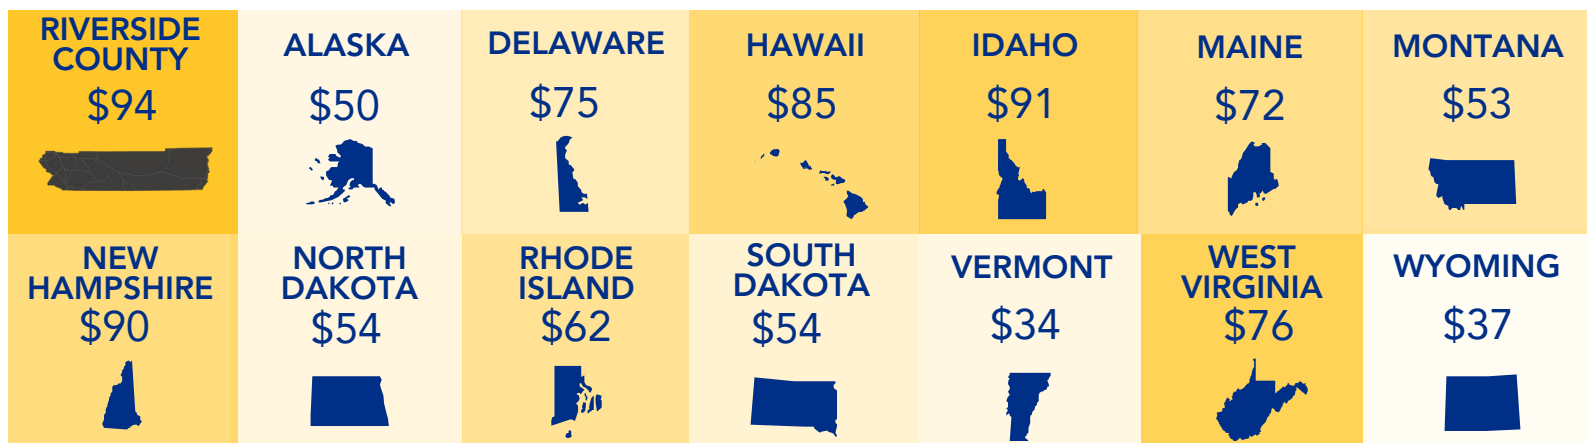 RIVERSIDE
COUNTY
$94
ALASKA
$50
DELAWARE
$75
HAWAII
$85
IDAHO
$91
MAINE
$72
MONTANA
$53
NEW
HAMPSHIRE
$90
NORTH
DAKOTA
$54
RHODE
ISLAND
$62
SOUTH
DAKOTA
$54
VERMONT
$34
WEST
VIRGINIA
$76
WYOMING
$37